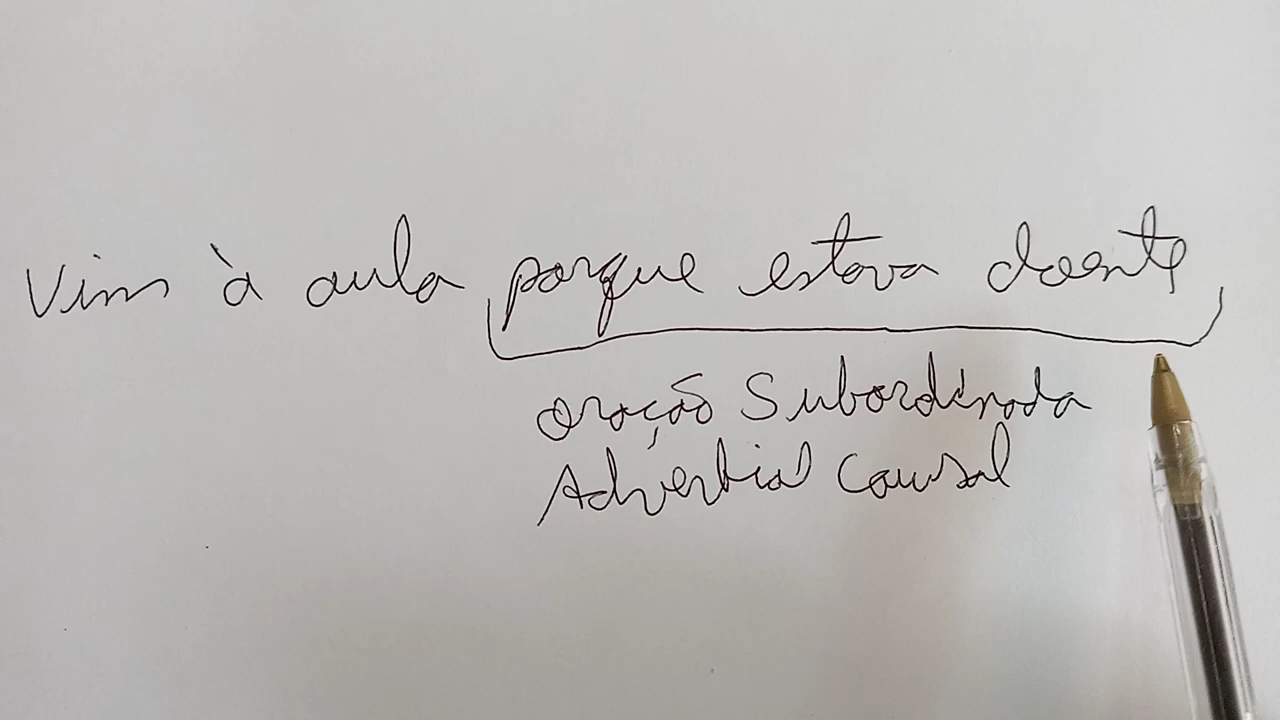 Vim à aula porque estava doente
oração Subordinada
Adverbial Causal